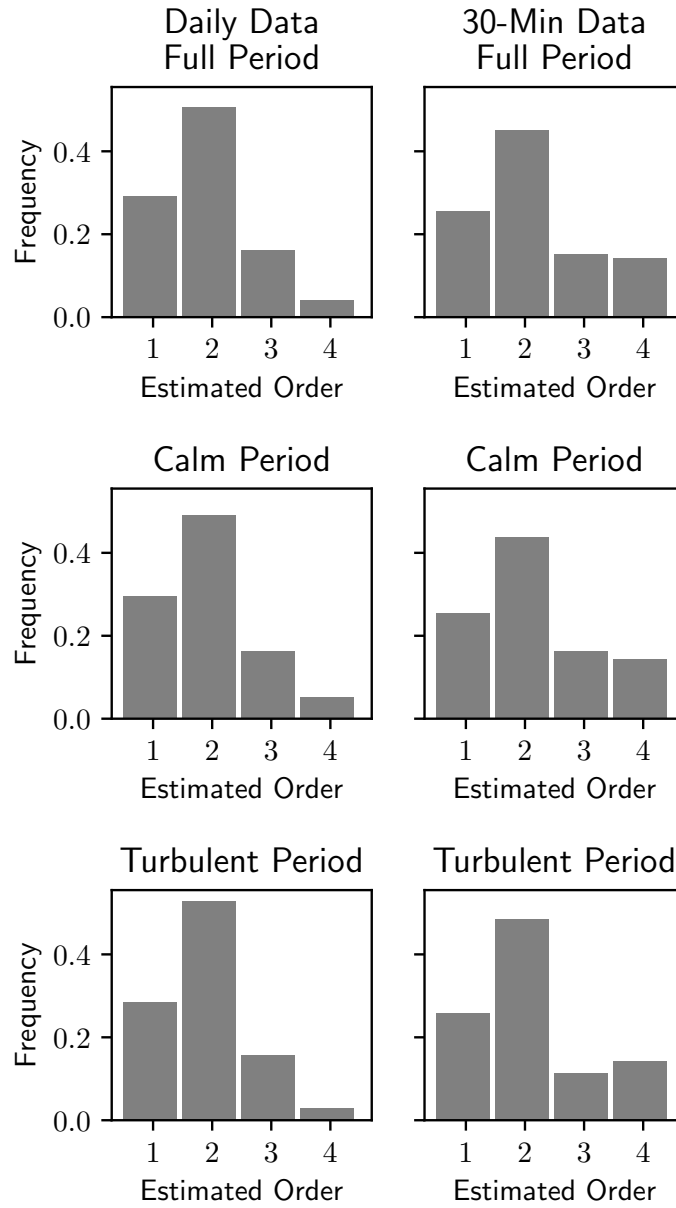 Daily Data
Full Period
30-Min Data
Full Period
Frequency
0.4
0.2
0.0
1 2 3 4
1 2 3 4
Estimated Order
Estimated Order
Calm Period
Calm Period
Frequency
0.4
0.2
0.0
1 2 3 4
1 2 3 4
Estimated Order
Estimated Order
Turbulent Period
Turbulent Period
Frequency
0.4
0.2
0.0
1 2 3 4
1 2 3 4
Estimated Order
Estimated Order